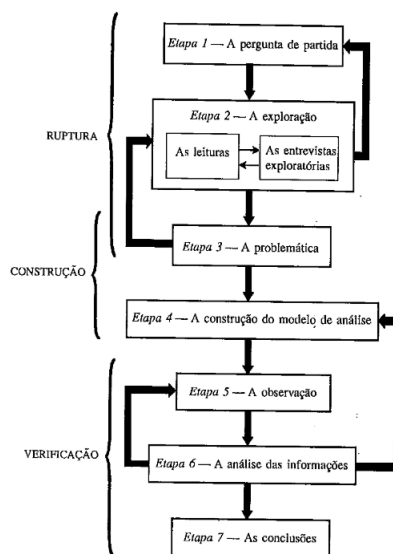 Etapa 1 — A pergunta de partida
Etapa 2 — A exploração
RUPTURA
As leituras
As entrevistas
exploratórias
Etapa 3 — A problemática
CONSTRUÇÃO
Etapa 4 — A construção do modelo de análise
Etapa 5 — A observação
VERIFICAÇÃO
Etapa 6 — A análise das informações
Etapa 7 — As conclusões